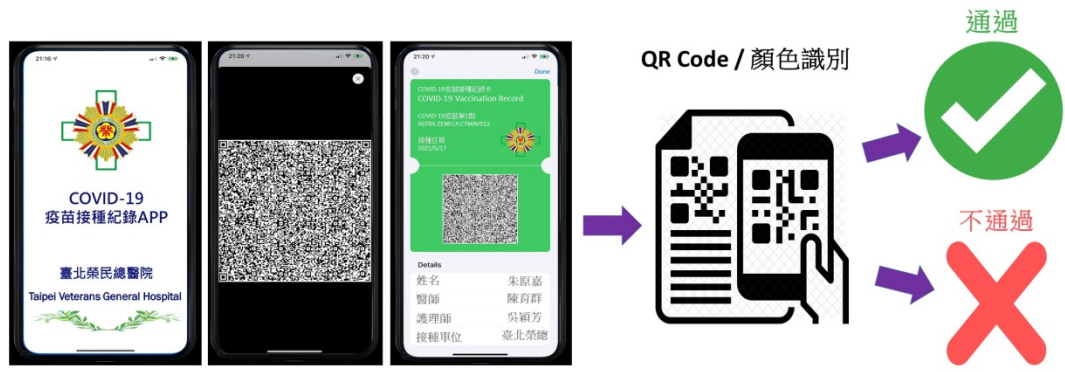 21:16
COVID-19
疫苗接種紀錄APP
臺北榮民總醫院
Taipei Veterans General Hospital
21:20
21:20
Done
COVID-19疫苗接種紀錄卡
COVID-19 Vaccination Record
COVID-19疫苗第1劑
ASTRA ZENECA CTMAV513
接種日期
2021/5/17
Details
姓名 朱原嘉
醫師 陳育群
護理師 吳穎芳
接種單位 臺北榮總
QR Code / 顏色識別
通過
不通過